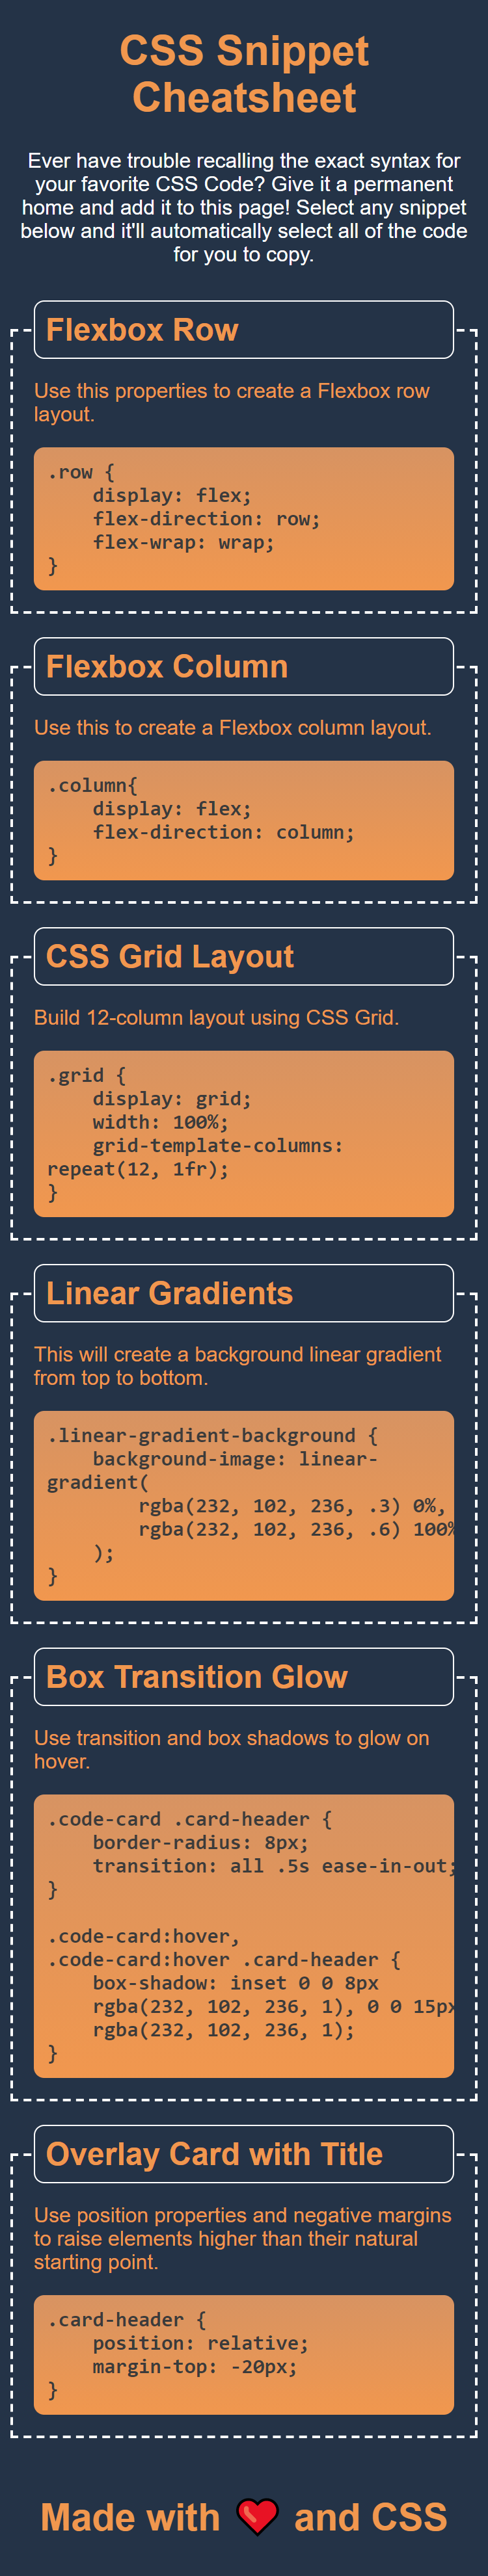 CSS Snippet
Cheatsheet
Ever have trouble recalling the exact syntax for
your favorite CSS Code? Give it a permanent
home and add it to this page! Select any snippet
below and it'll automatically select all of the code
for you to copy.
Flexbox Row
Use this properties to create a Flexbox row
layout.
.row {
    display: flex;
    flex-direction: row;
    flex-wrap: wrap;
}
Flexbox Column
Use this to create a Flexbox column layout.
.column{
    display: flex;
    flex-direction: column;
}
CSS Grid Layout
Build 12-column layout using CSS Grid.
.grid {
    display: grid;
    width: 100%;
    grid-template-columns:
repeat(12, 1fr);
}
Linear Gradients
This will create a background linear gradient
from top to bottom.
.linear-gradient-background {
    background-image: linear-
gradient(
        rgba(232, 102, 236, .3) 0%,
        rgba(232, 102, 236, .6) 100%
    );
}
Box Transition Glow
Use transition and box shadows to glow on
hover.
.code-card .card-header {
    border-radius: 8px;
    transition: all .5s ease-in-out;
}
.code-card:hover,
.code-card:hover .card-header {
    box-shadow: inset 0 0 8px
    rgba(232, 102, 236, 1), 0 0 15px
    rgba(232, 102, 236, 1);
}
Overlay Card with Title
Use position properties and negative margins
to raise elements higher than their natural
starting point.
.card-header {
    position: relative;
    margin-top: -20px;
}
Made with and CSS